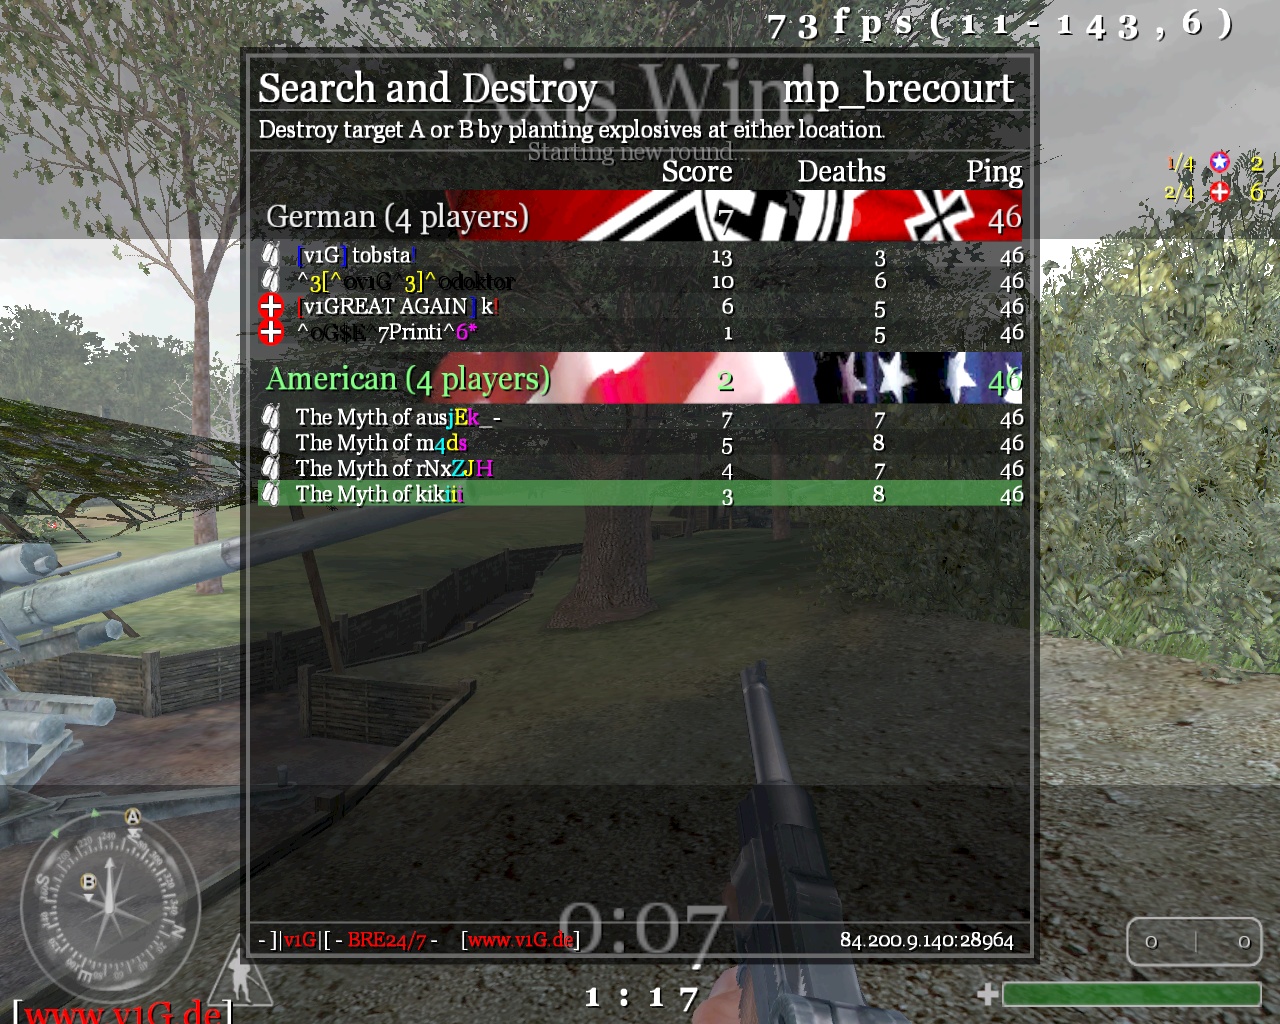 73fps(11-143,6)
Axis Win!
Search and Destroy mp_brecourt
Destroy target A or B by planting explosives at either location.
Starting new round...
Score Deaths Ping
1/4 2
2/4 6
German (4 players) 7 46
[v1G] tobsta! 13 3 46
^3[^0v1G^3]^0doktor 10 6 46
[v1GREAT AGAIN] k! 6 5 46
^0G$E^7Printi^6* 1 5 46
American (4 players) 2 46
The Myth of ausjEk_- 7 7 46
The Myth of m4ds 5 8 46
The Myth of rNxZJH 4 7 46
The Myth of kikiii 3 8 46
A
B
S
N
E
0:07
- ]|v1G|[ - BRE24/7 - [www.v1G.de] 84.200.9.140:28964
0 | 0
1:17
[www.v1G.de]